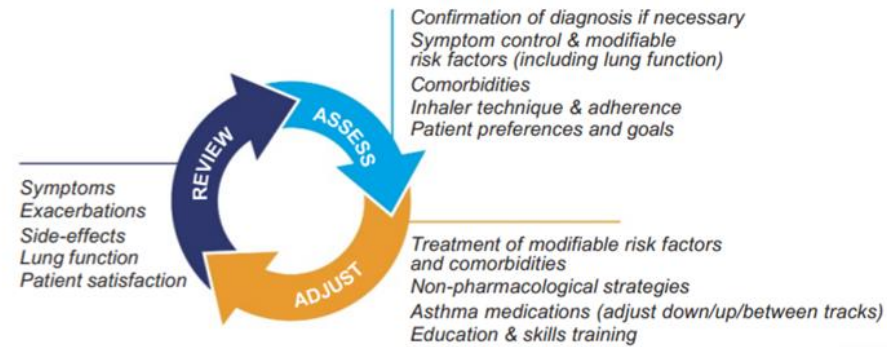 Confirmation of diagnosis if necessary
Symptom control & modifiable
risk factors (including lung function)
Comorbidities
Inhaler technique & adherence
Patient preferences and goals
REVIEW
ASSESS
ADJUST
Symptoms
Exacerbations
Side-effects
Lung function
Patient satisfaction
Treatment of modifiable risk factors
and comorbidities
Non-pharmacological strategies
Asthma medications (adjust down/up/between tracks)
Education & skills training